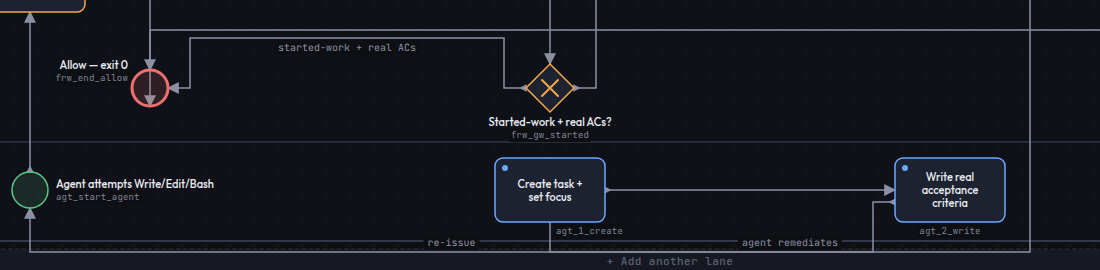 started-work + real ACs
Allow — exit 0
frw_end_allow
Started-work + real ACs?
frw_gw_started
Agent attempts Write/Edit/Bash
agt_start_agent
Create task +
set focus
agt_1_create
Write real
acceptance
criteria
agt_2_write
re-issue
agent remediates
+ Add another lane